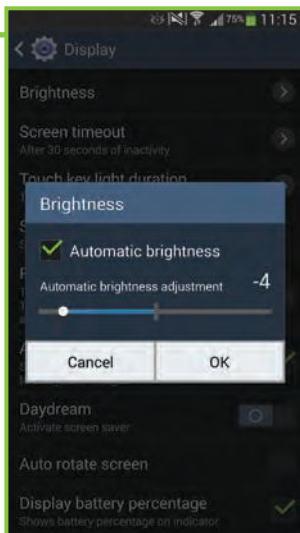 75% 11:15
Display
Brightness
Screen timeout
After 30 seconds of inactivity
Touch key light duration
Brightness
Automatic brightness
Automatic brightness adjustment -4
Cancel OK
Daydream
Activate screen saver
Auto rotate screen
Display battery percentage
Shows battery percentage on indicator